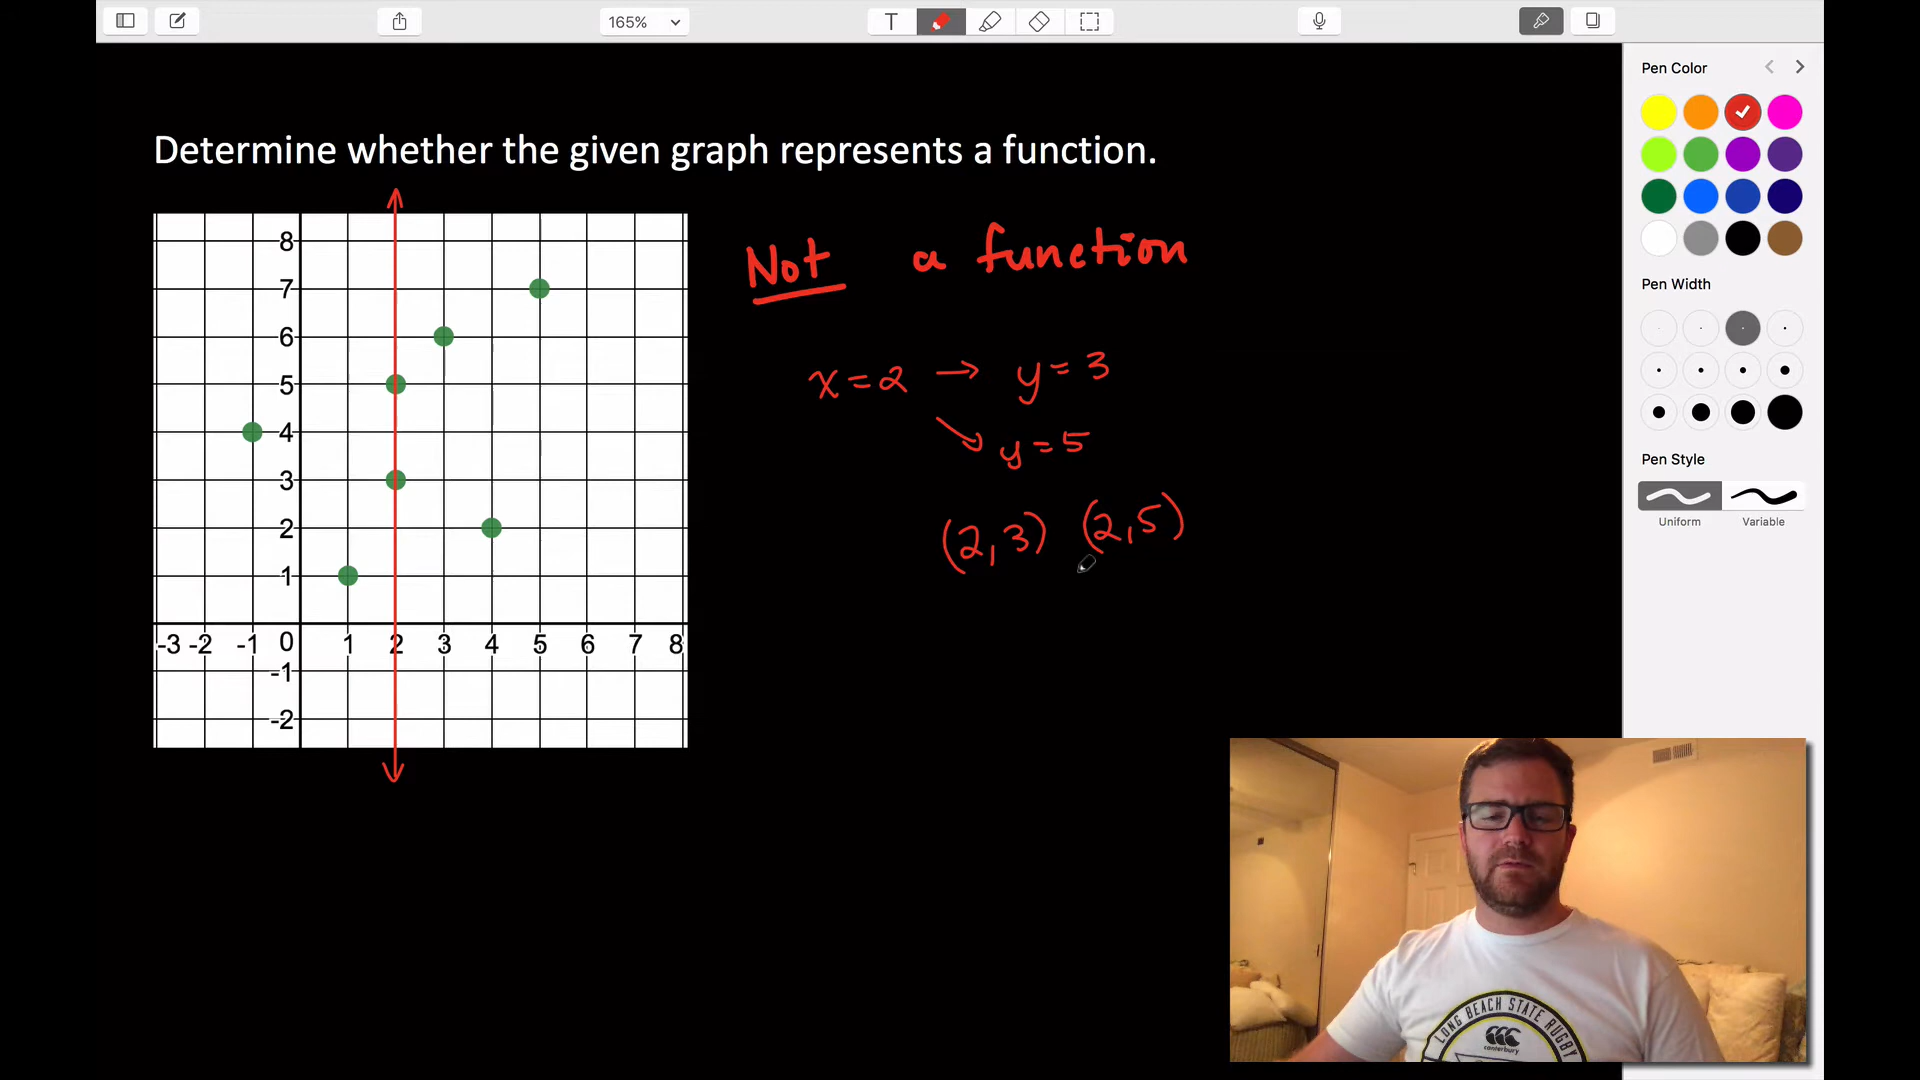 165%
T
Pen Color
Determine whether the given graph represents a function.
Not a function
x=2 → y=3
y=5
(2,3) (2,5)
8
7
6
5
4
3
2
1
-3 -2 -1 0 1 2 3 4 5 6 7 8
-1
-2
Pen Width
Pen Style
Uniform Variable
LONG BEACH STATE RUGBY
canterbury